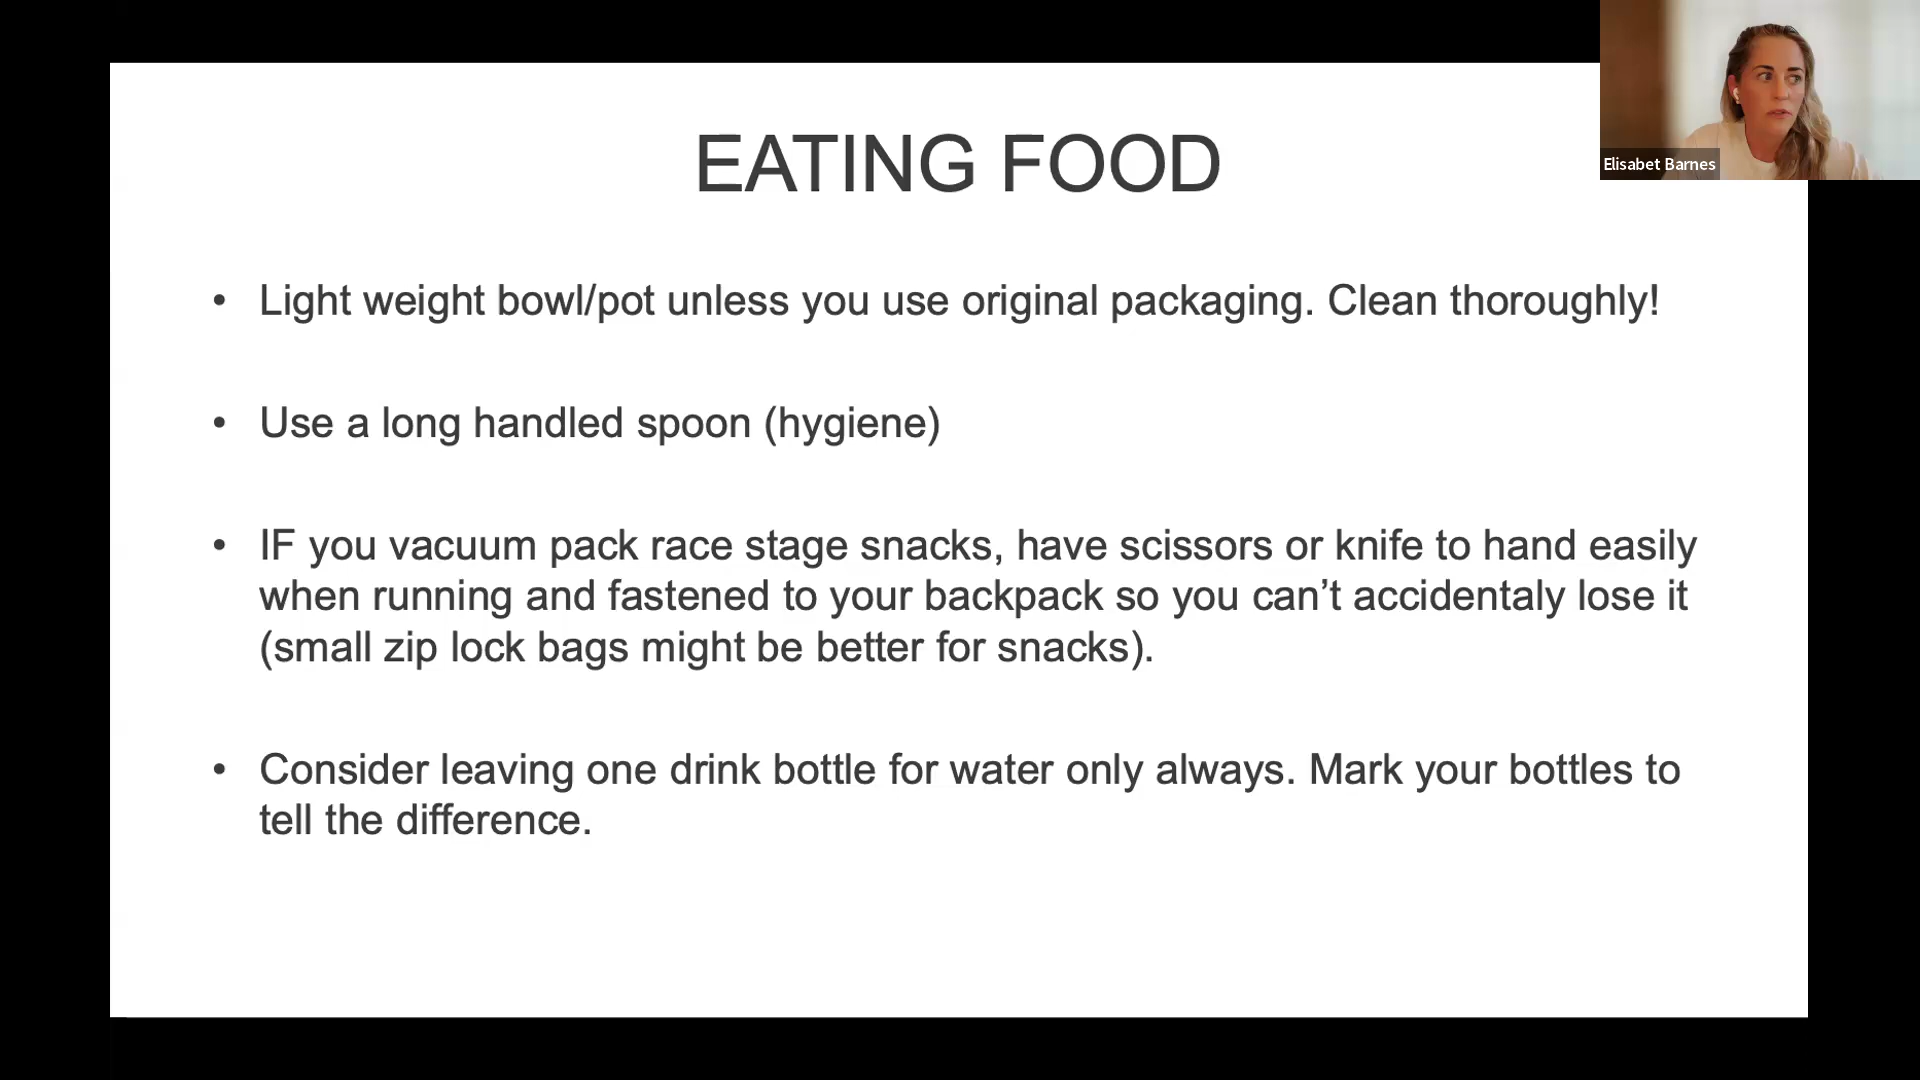 EATING FOOD
Elisabet Barnes
• Light weight bowl/pot unless you use original packaging. Clean thoroughly!
• Use a long handled spoon (hygiene)
• IF you vacuum pack race stage snacks, have scissors or knife to hand easily
when running and fastened to your backpack so you can’t accidentaly lose it
(small zip lock bags might be better for snacks).
• Consider leaving one drink bottle for water only always. Mark your bottles to
tell the difference.